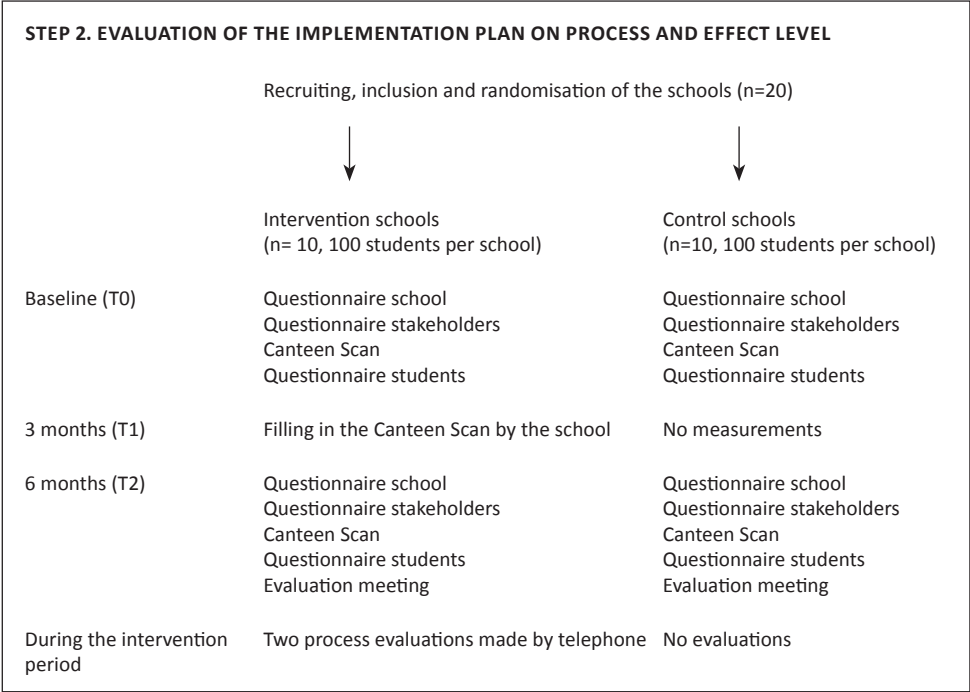 STEP 2. EVALUATION OF THE IMPLEMENTATION PLAN ON PROCESS AND EFFECT LEVEL
Recruiting, inclusion and randomisation of the schools (n=20)
Intervention schools Control schools
(n= 10, 100 students per school) (n=10, 100 students per school)
Baseline (T0) Questionnaire school Questionnaire school
Questionnaire stakeholders Questionnaire stakeholders
Canteen Scan Canteen Scan
Questionnaire students Questionnaire students
3 months (T1) Filling in the Canteen Scan by the school No measurements
6 months (T2) Questionnaire school Questionnaire school
Questionnaire stakeholders Questionnaire stakeholders
Canteen Scan Canteen Scan
Questionnaire students Questionnaire students
Evaluation meeting Evaluation meeting
During the intervention Two process evaluations made by telephone No evaluations
period